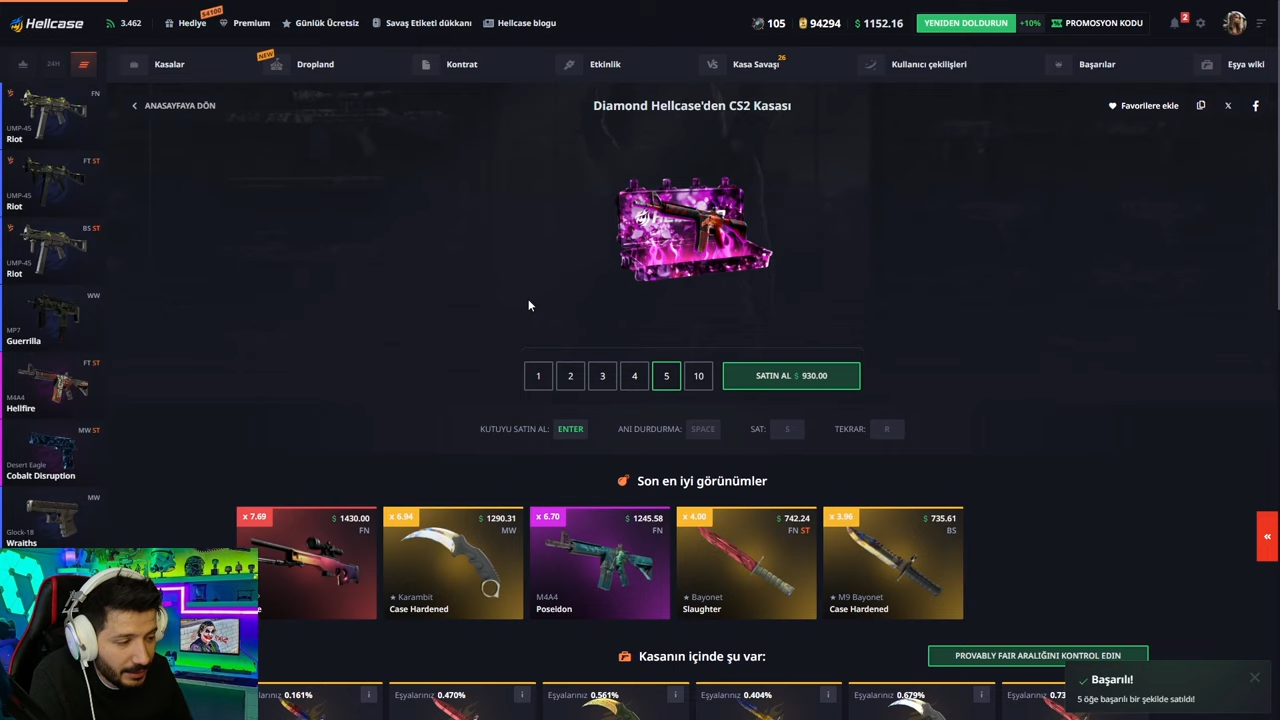 Hellcase
3.462
Hediye
$4100
Premium
Günlük Ücretsiz
Savaş Etiketi dükkanı
Hellcase blogu
105
94294
$ 1152.16
YENİDEN DOLDURUN
+10%
PROMOSYON KODU
2
24H
Kasalar
NEW
Dropland
Kontrat
Etkinlik
VS
Kasa Savaşı
26
Kullanıcı çekilişleri
Başarılar
Eşya wiki
ANASAYFAYA DÖN
Diamond Hellcase'den CS2 Kasası
Favorilere ekle
FN
UMP-45
Riot
FT ST
UMP-45
Riot
BS ST
UMP-45
Riot
WW
MP7
Guerrilla
FT ST
M4A4
Hellfire
MW ST
Desert Eagle
Cobalt Disruption
MW
Glock-18
Wraiths
1
2
3
4
5
10
SATIN AL $ 930.00
KUTUYU SATIN AL: ENTER
ANI DURDURMA: SPACE
SAT: S
TEKRAR: R
Son en iyi görünümler
x 7.69
$ 1430.00
FN
x 6.94
$ 1290.31
MW
★ Karambit
Case Hardened
x 6.70
$ 1245.58
FN
M4A4
Poseidon
x 4.00
$ 742.24
FN ST
★ Bayonet
Slaughter
x 3.96
$ 735.61
BS
★ M9 Bayonet
Case Hardened
Kasanın içinde şu var:
PROVABLY FAIR ARALIĞINI KONTROL EDIN
Eşyalarınız 0.161%
Eşyalarınız 0.470%
Eşyalarınız 0.561%
Eşyalarınız 0.404%
Eşyalarınız 0.679%
Eşyalarınız
Başarılı!
5 öğe başarılı bir şekilde satıldı!